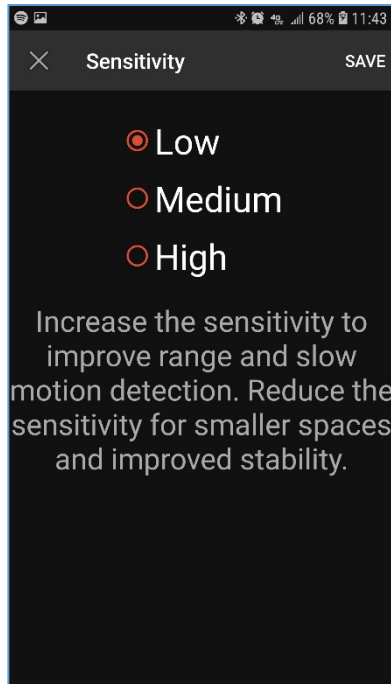 68% 11:43
Sensitivity SAVE
Low
Medium
High
Increase the sensitivity to
improve range and slow
motion detection. Reduce the
sensitivity for smaller spaces
and improved stability.